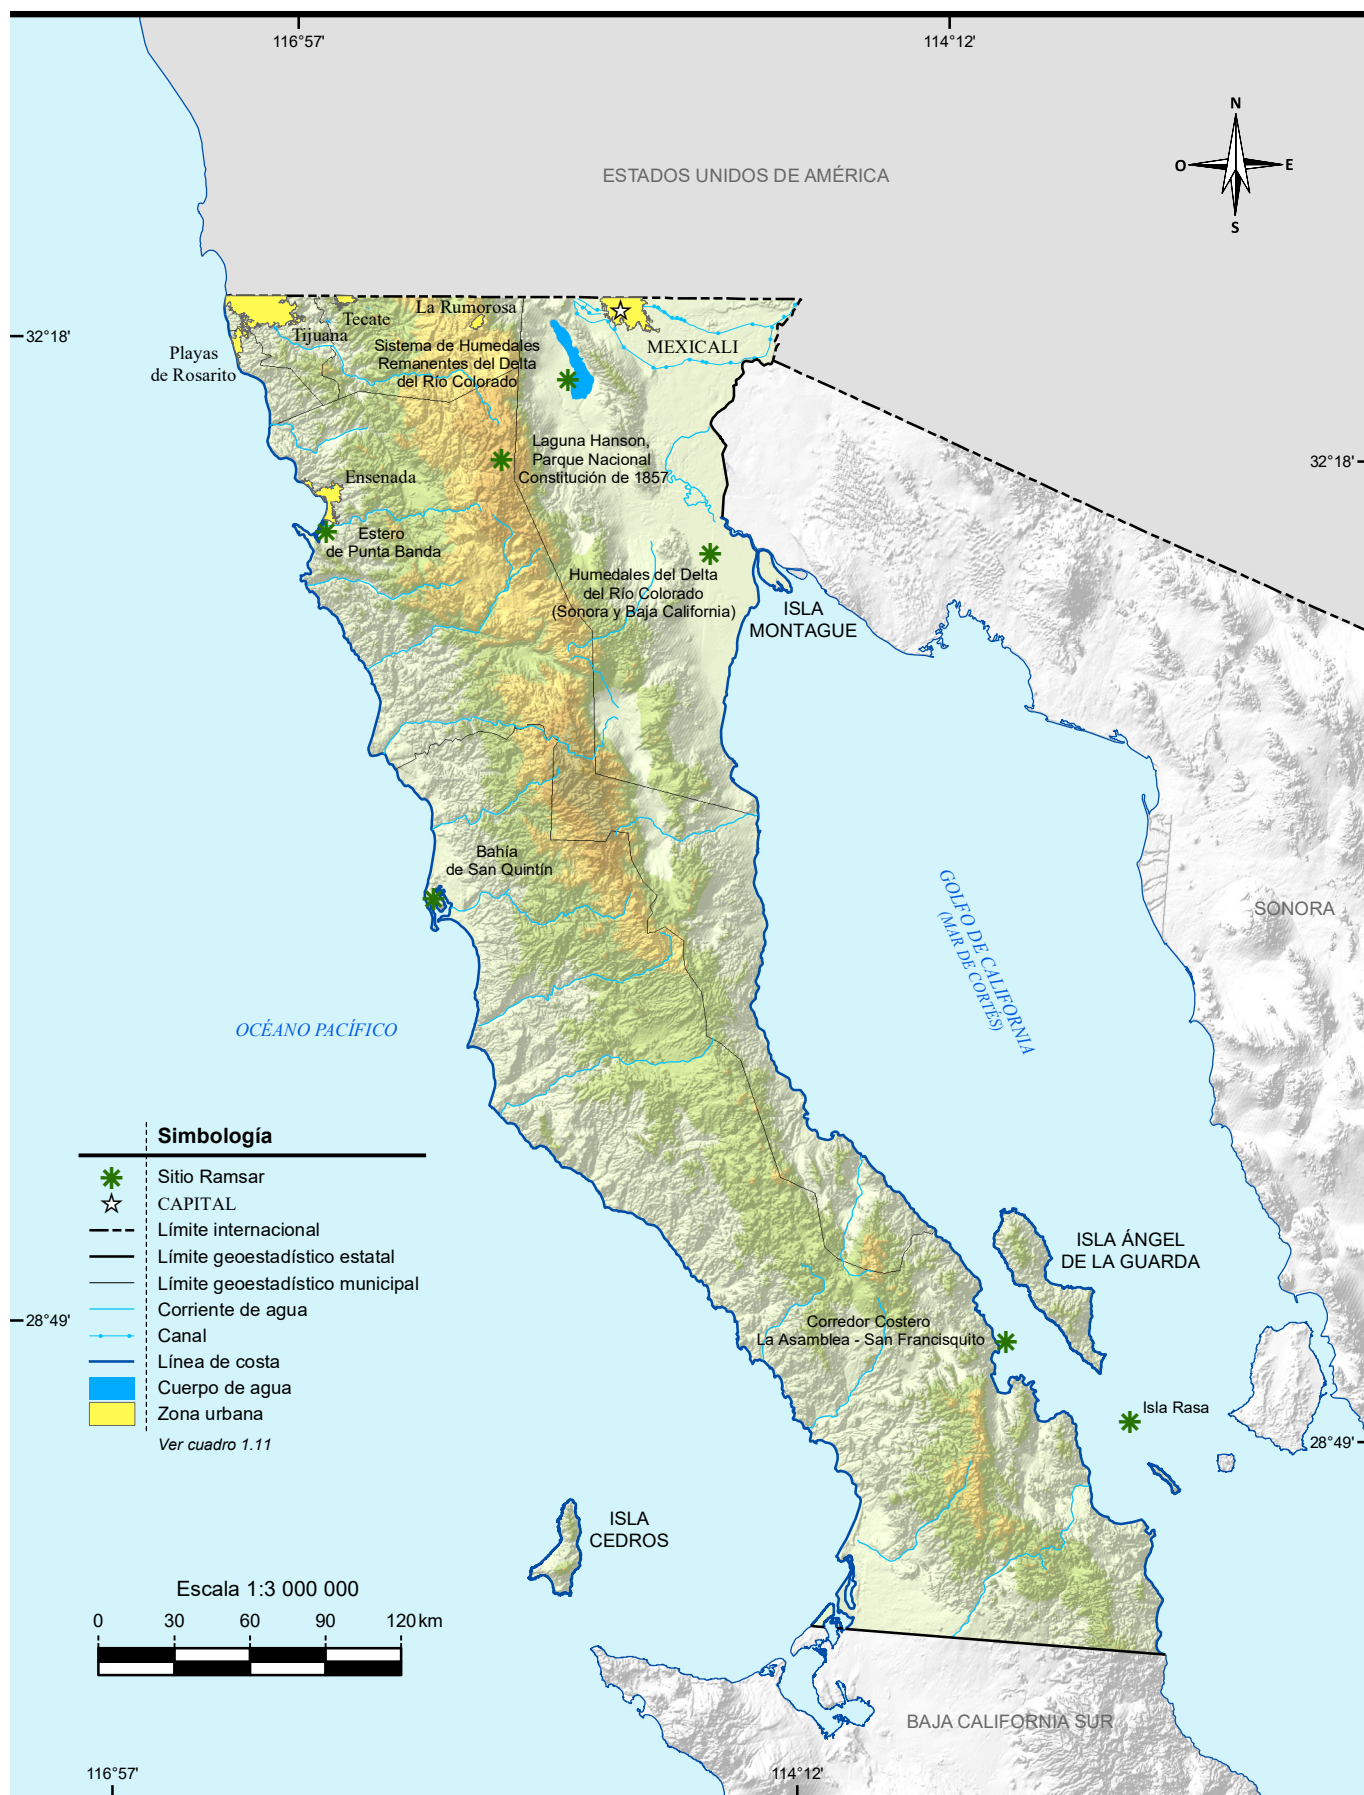 116°57'
114°12'
N
O
E
S
ESTADOS UNIDOS DE AMÉRICA
32°18'
La Rumorosa
Tecate
Tijuana
MEXICALI
Playas
de Rosarito
Sistema de Humedales
Remanentes del Delta
del Río Colorado
Laguna Hanson,
Parque Nacional
Constitución de 1857
32°18'
Ensenada
Estero
de Punta Banda
Humedales del Delta
del Río Colorado
(Sonora y Baja California)
ISLA
MONTAGUE
Bahía
de San Quintín
GOLFO DE CALIFORNIA
(MAR DE CORTÉS)
SONORA
OCÉANO PACÍFICO
Simbología
Sitio Ramsar
CAPITAL
Límite internacional
Límite geoestadístico estatal
Límite geoestadístico municipal
Corriente de agua
Canal
Línea de costa
Cuerpo de agua
Zona urbana
Ver cuadro 1.11
ISLA ÁNGEL
DE LA GUARDA
28°49'
Corredor Costero
La Asamblea - San Francisquito
Isla Rasa
28°49'
ISLA
CEDROS
Escala 1:3 000 000
0 30 60 90 120 km
BAJA CALIFORNIA SUR
116°57'
114°12'